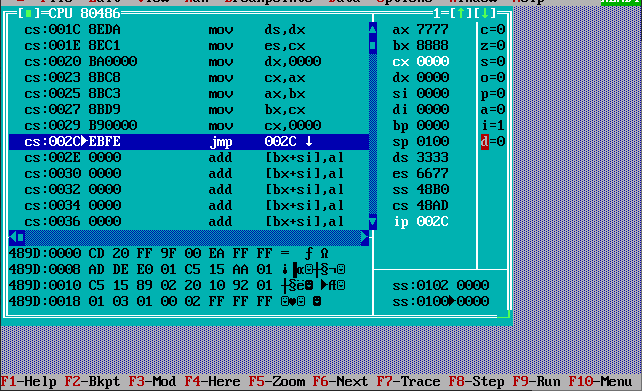 [■]=CPU 80486 1=[↑][↓]
cs:001C 8EDA mov ds,dx ax 7777 c=0
cs:001E 8EC1 mov es,cx bx 8888 z=0
cs:0020 BA0000 mov dx,0000 cx 0000 s=0
cs:0023 8BC8 mov cx,ax dx 0000 o=0
cs:0025 8BC3 mov ax,bx si 0000 p=0
cs:0027 8BD9 mov bx,cx di 0000 a=0
cs:0029 B90000 mov cx,0000 bp 0000 i=1
cs:002C►EBFE jmp 002C ↓ sp 0100 d=0
cs:002E 0000 add [bx+si],al ds 3333
cs:0030 0000 add [bx+si],al es 6677
cs:0032 0000 add [bx+si],al ss 48B0
cs:0034 0000 add [bx+si],al cs 48AD
cs:0036 0000 add [bx+si],al ip 002C
489D:0000 CD 20 FF 9F 00 EA FF FF = ƒ Ω
489D:0008 AD DE E0 01 C5 15 AA 01
489D:0010 C5 15 89 02 20 10 92 01 ss:0102 0000
489D:0018 01 03 01 00 02 FF FF FF ss:0100►0000
F1-Help F2-Bkpt F3-Mod F4-Here F5-Zoom F6-Next F7-Trace F8-Step F9-Run F10-Menu